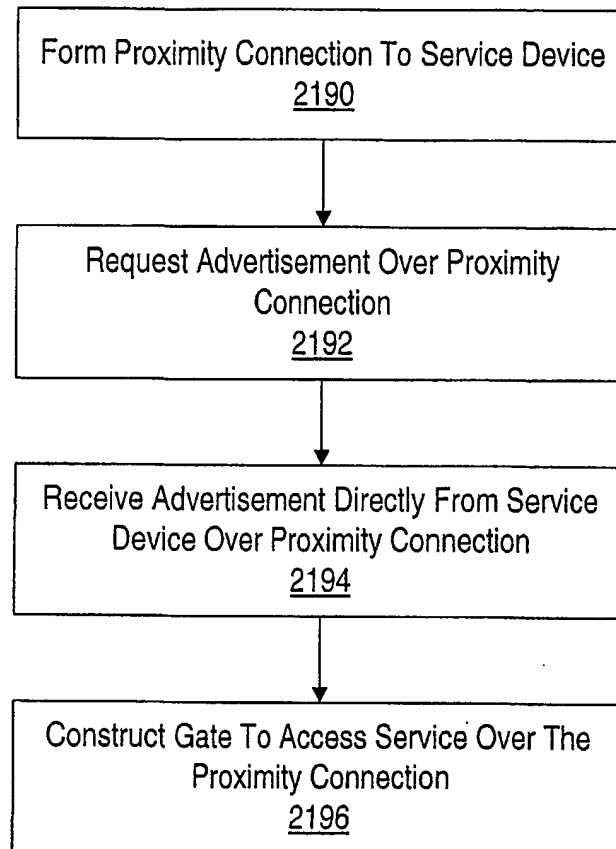 Form Proximity Connection To Service Device
2190
Request Advertisement Over Proximity
Connection
2192
Receive Advertisement Directly From Service
Device Over Proximity Connection
2194
Construct Gate To Access Service Over The
Proximity Connection
2196